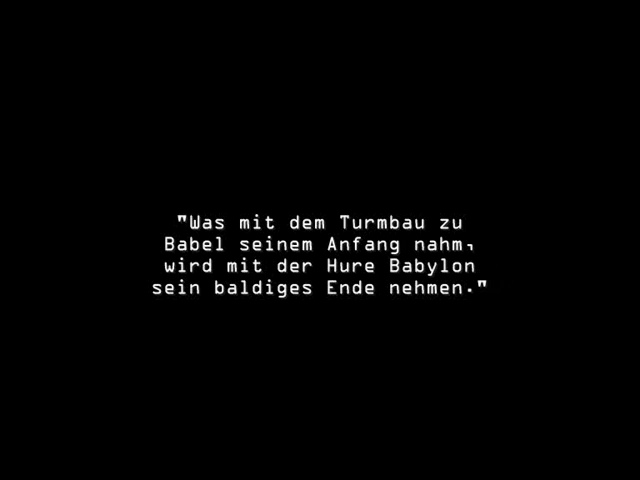 "Was mit dem Turmbau zu
Babel seinem Anfang nahm,
wird mit der Hure Babylon
sein baldiges Ende nehmen."